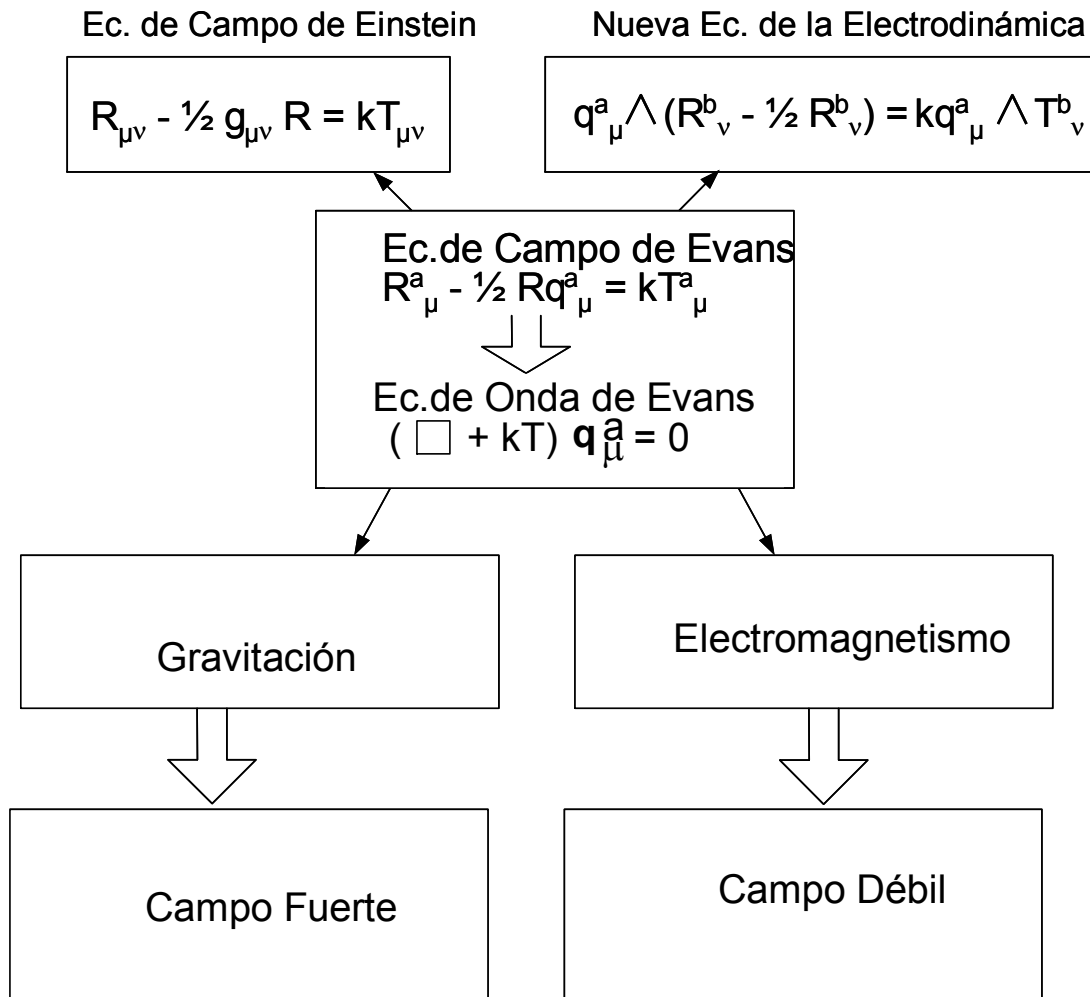 Ec. de Campo de Einstein
Nueva Ec. de la Electrodinámica
R_μν - ½ g_μν R = kT_μν
q^a_μ ∧ (R^b_ν - ½ R^b_ν) = kq^a_μ ∧ T^b_ν
Ec.de Campo de Evans
R^a_μ - ½ Rq^a_μ = kT^a_μ
Ec.de Onda de Evans
( □ + kT) q^a_μ = 0
Gravitación
Electromagnetismo
Campo Fuerte
Campo Débil